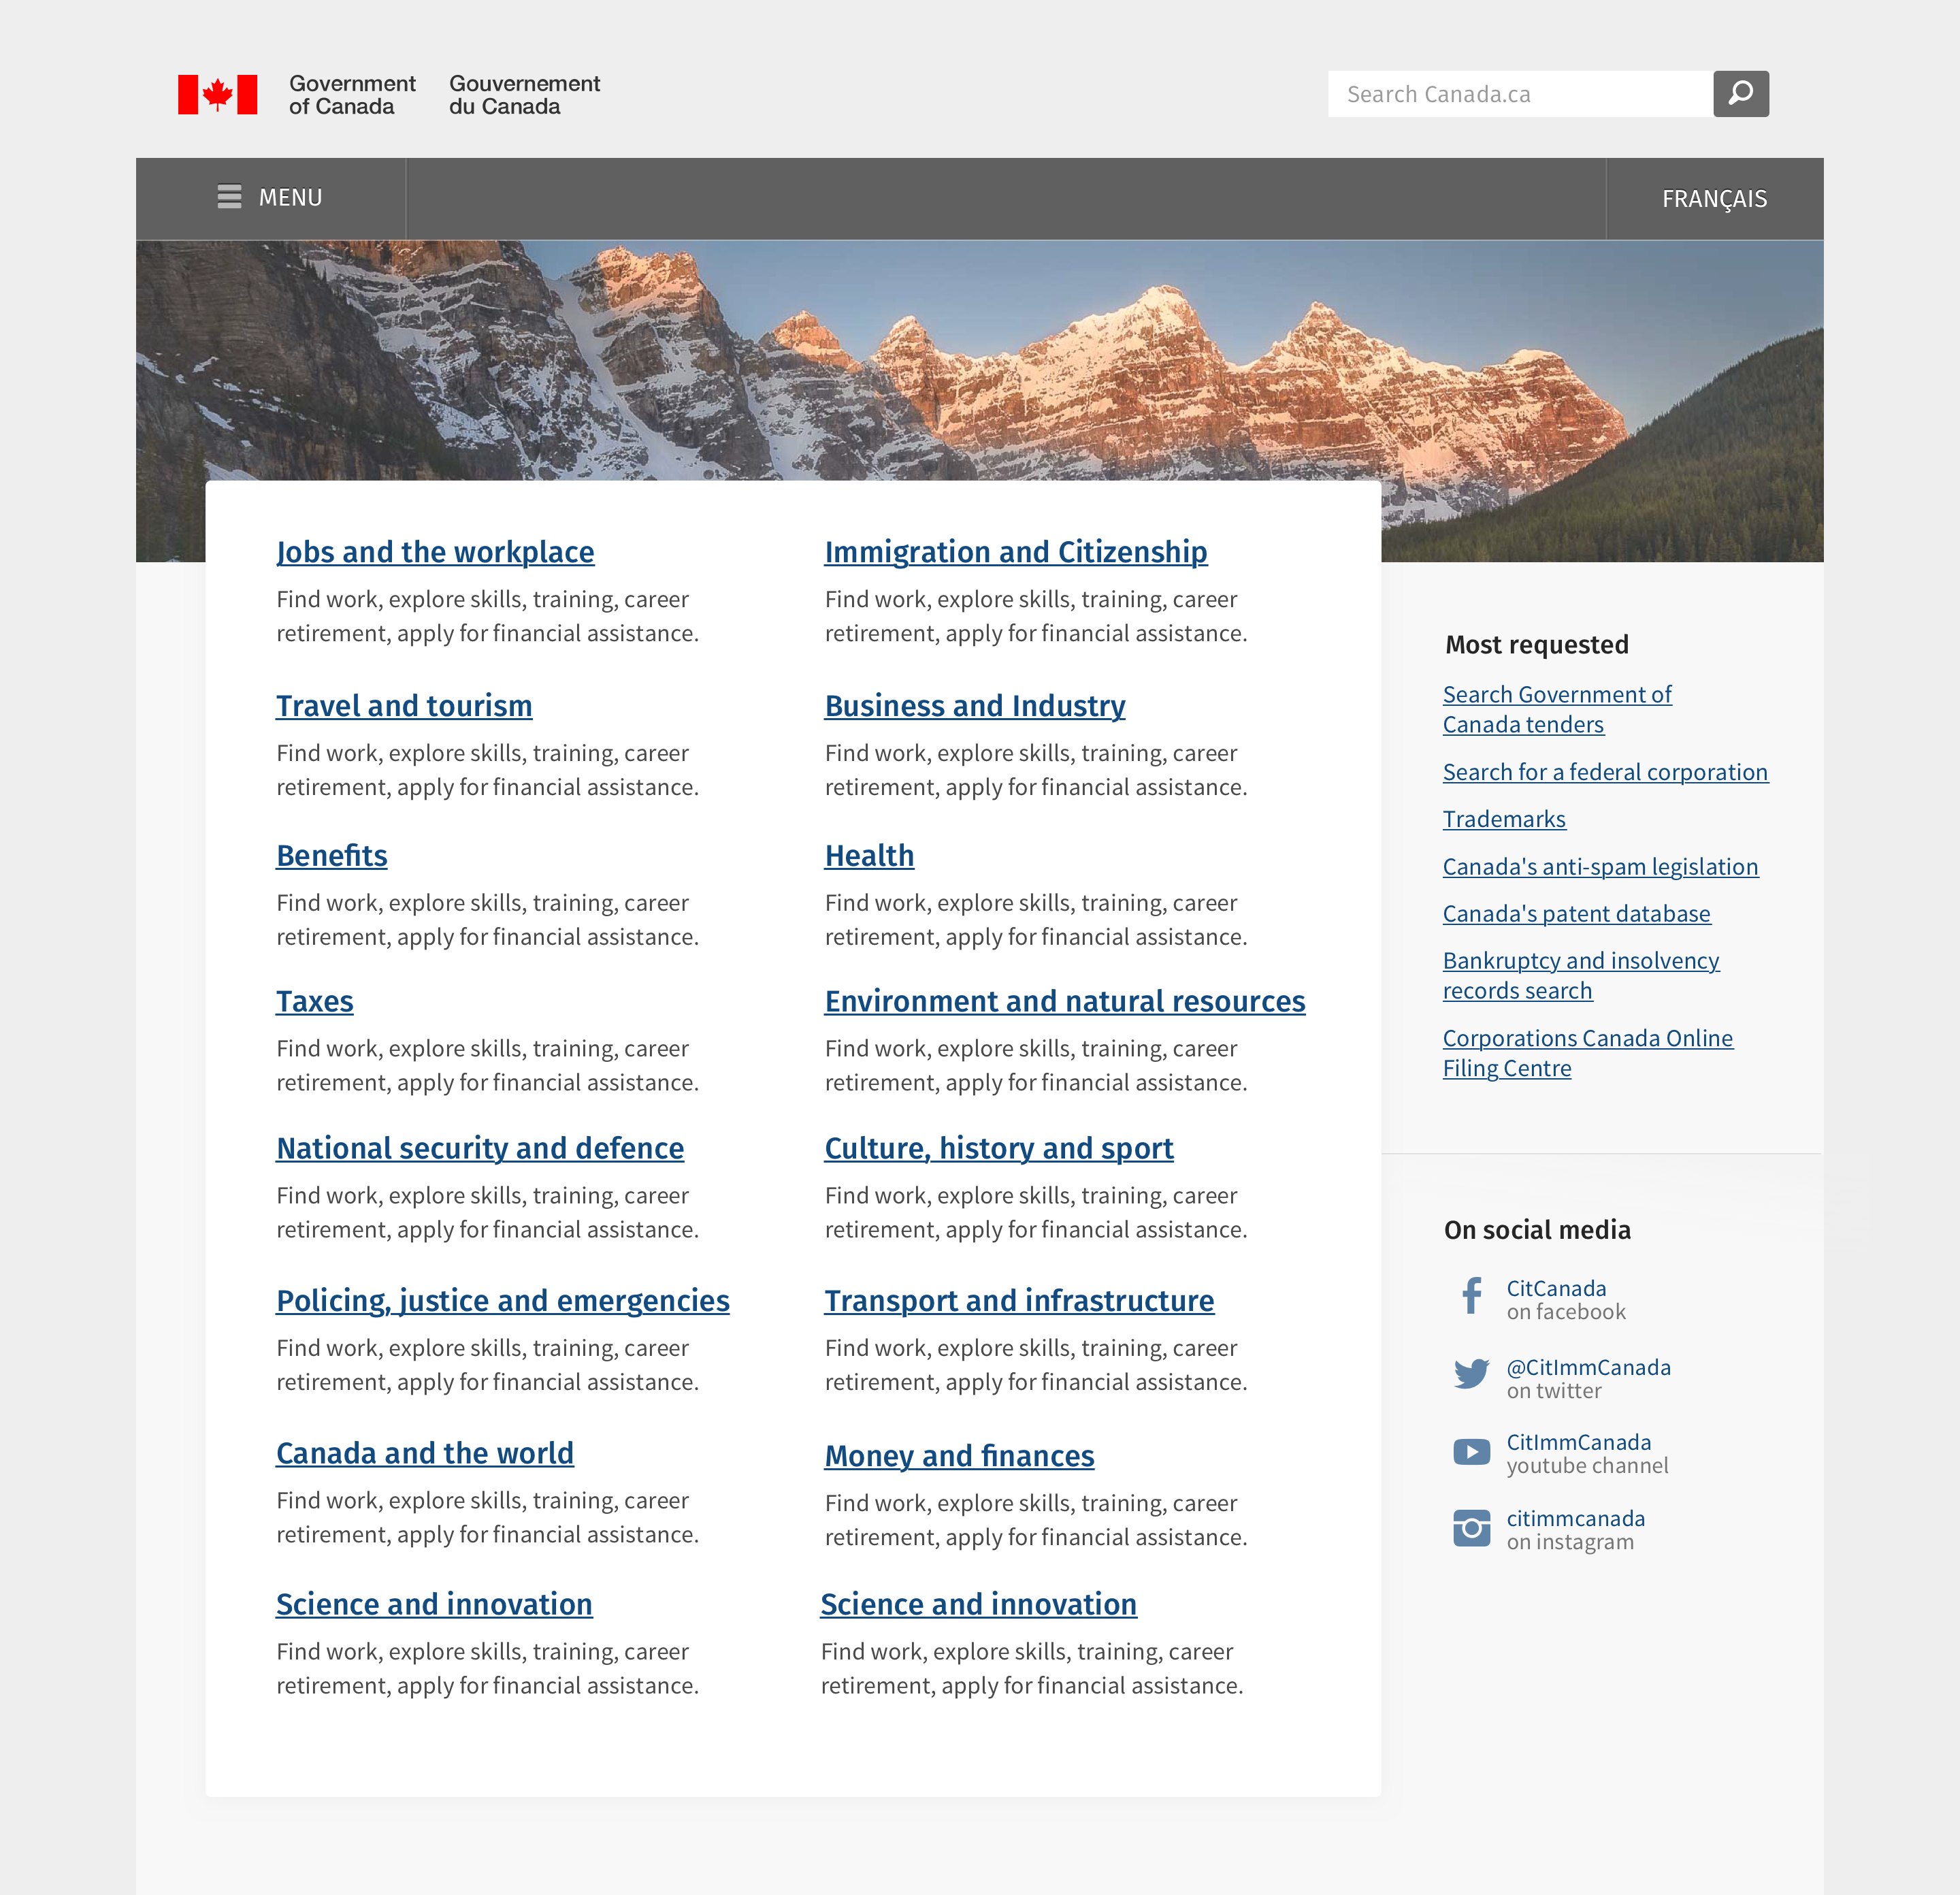 Government
of Canada
Gouvernement
du Canada
Search Canada.ca
MENU
FRANÇAIS
Jobs and the workplace
Find work, explore skills, training, career
retirement, apply for financial assistance.
Immigration and Citizenship
Find work, explore skills, training, career
retirement, apply for financial assistance.
Travel and tourism
Find work, explore skills, training, career
retirement, apply for financial assistance.
Business and Industry
Find work, explore skills, training, career
retirement, apply for financial assistance.
Benefits
Find work, explore skills, training, career
retirement, apply for financial assistance.
Health
Find work, explore skills, training, career
retirement, apply for financial assistance.
Taxes
Find work, explore skills, training, career
retirement, apply for financial assistance.
Environment and natural resources
Find work, explore skills, training, career
retirement, apply for financial assistance.
National security and defence
Find work, explore skills, training, career
retirement, apply for financial assistance.
Culture, history and sport
Find work, explore skills, training, career
retirement, apply for financial assistance.
Policing, justice and emergencies
Find work, explore skills, training, career
retirement, apply for financial assistance.
Transport and infrastructure
Find work, explore skills, training, career
retirement, apply for financial assistance.
Canada and the world
Find work, explore skills, training, career
retirement, apply for financial assistance.
Money and finances
Find work, explore skills, training, career
retirement, apply for financial assistance.
Science and innovation
Find work, explore skills, training, career
retirement, apply for financial assistance.
Science and innovation
Find work, explore skills, training, career
retirement, apply for financial assistance.
Most requested
Search Government of
Canada tenders
Search for a federal corporation
Trademarks
Canada's anti-spam legislation
Canada's patent database
Bankruptcy and insolvency
records search
Corporations Canada Online
Filing Centre
On social media
CitCanada
on facebook
@CitImmCanada
on twitter
CitImmCanada
youtube channel
citimmcanada
on instagram